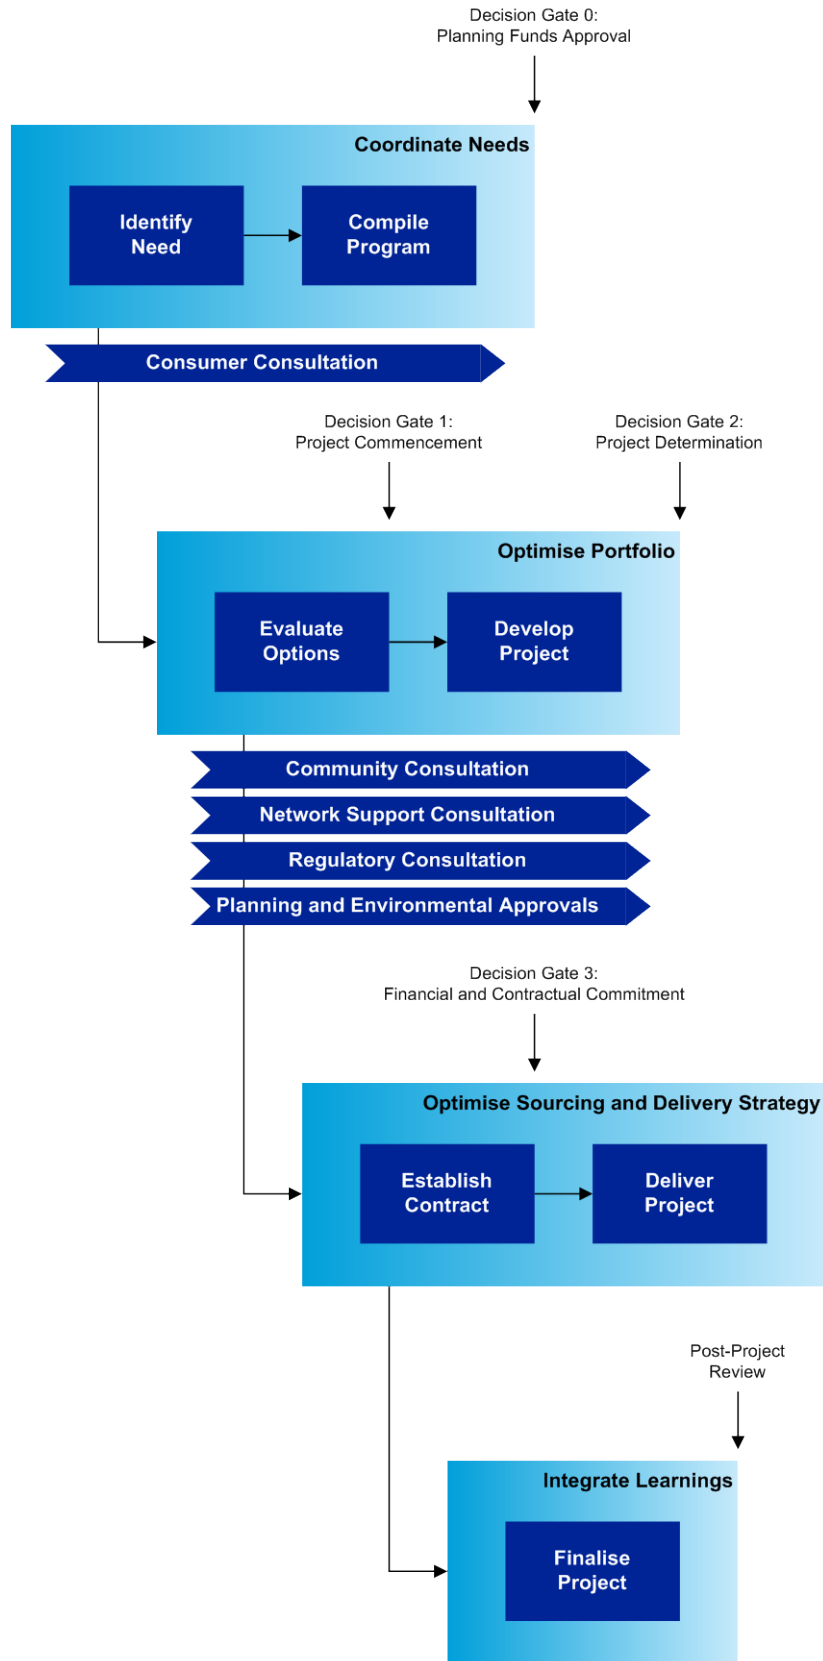 Decision Gate 0:
Planning Funds Approval
Coordinate Needs
Identify
Need
Compile
Program
Consumer Consultation
Decision Gate 1:
Project Commencement
Decision Gate 2:
Project Determination
Optimise Portfolio
Evaluate
Options
Develop
Project
Community Consultation
Network Support Consultation
Regulatory Consultation
Planning and Environmental Approvals
Decision Gate 3:
Financial and Contractual Commitment
Optimise Sourcing and Delivery Strategy
Establish
Contract
Deliver
Project
Post-Project
Review
Integrate Learnings
Finalise
Project